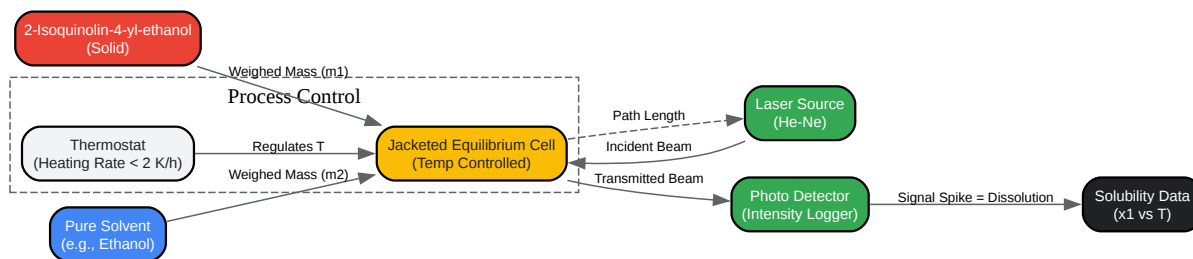 2-Isoquinolin-4-yl-ethanol
(Solid)
Weighed Mass (m1)
Process Control
Laser Source
(He-Ne)
Path Length
Thermostat
(Heating Rate < 2 K/h)
Regulates T
Jacketed Equilibrium Cell
(Temp Controlled)
Incident Beam
Weighed Mass (m2)
Transmitted Beam
Pure Solvent
(e.g., Ethanol)
Photo Detector
(Intensity Logger)
Signal Spike = Dissolution
Solubility Data
(x1 vs T)